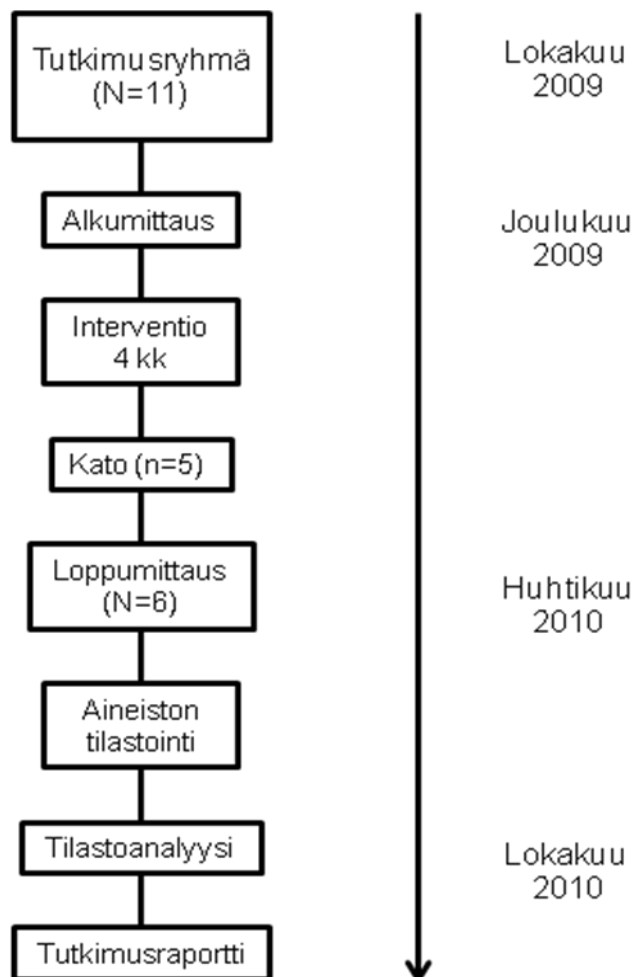 Tutkimusryhmä
(N=11)
Lokakuu
2009
Alkumittaus
Joulukuu
2009
Interventio
4 kk
Kato (n=5)
Loppumittaus
(N=6)
Huhtikuu
2010
Aineiston
tilastointi
Tilastoanalyysi
Lokakuu
2010
Tutkimusraportti